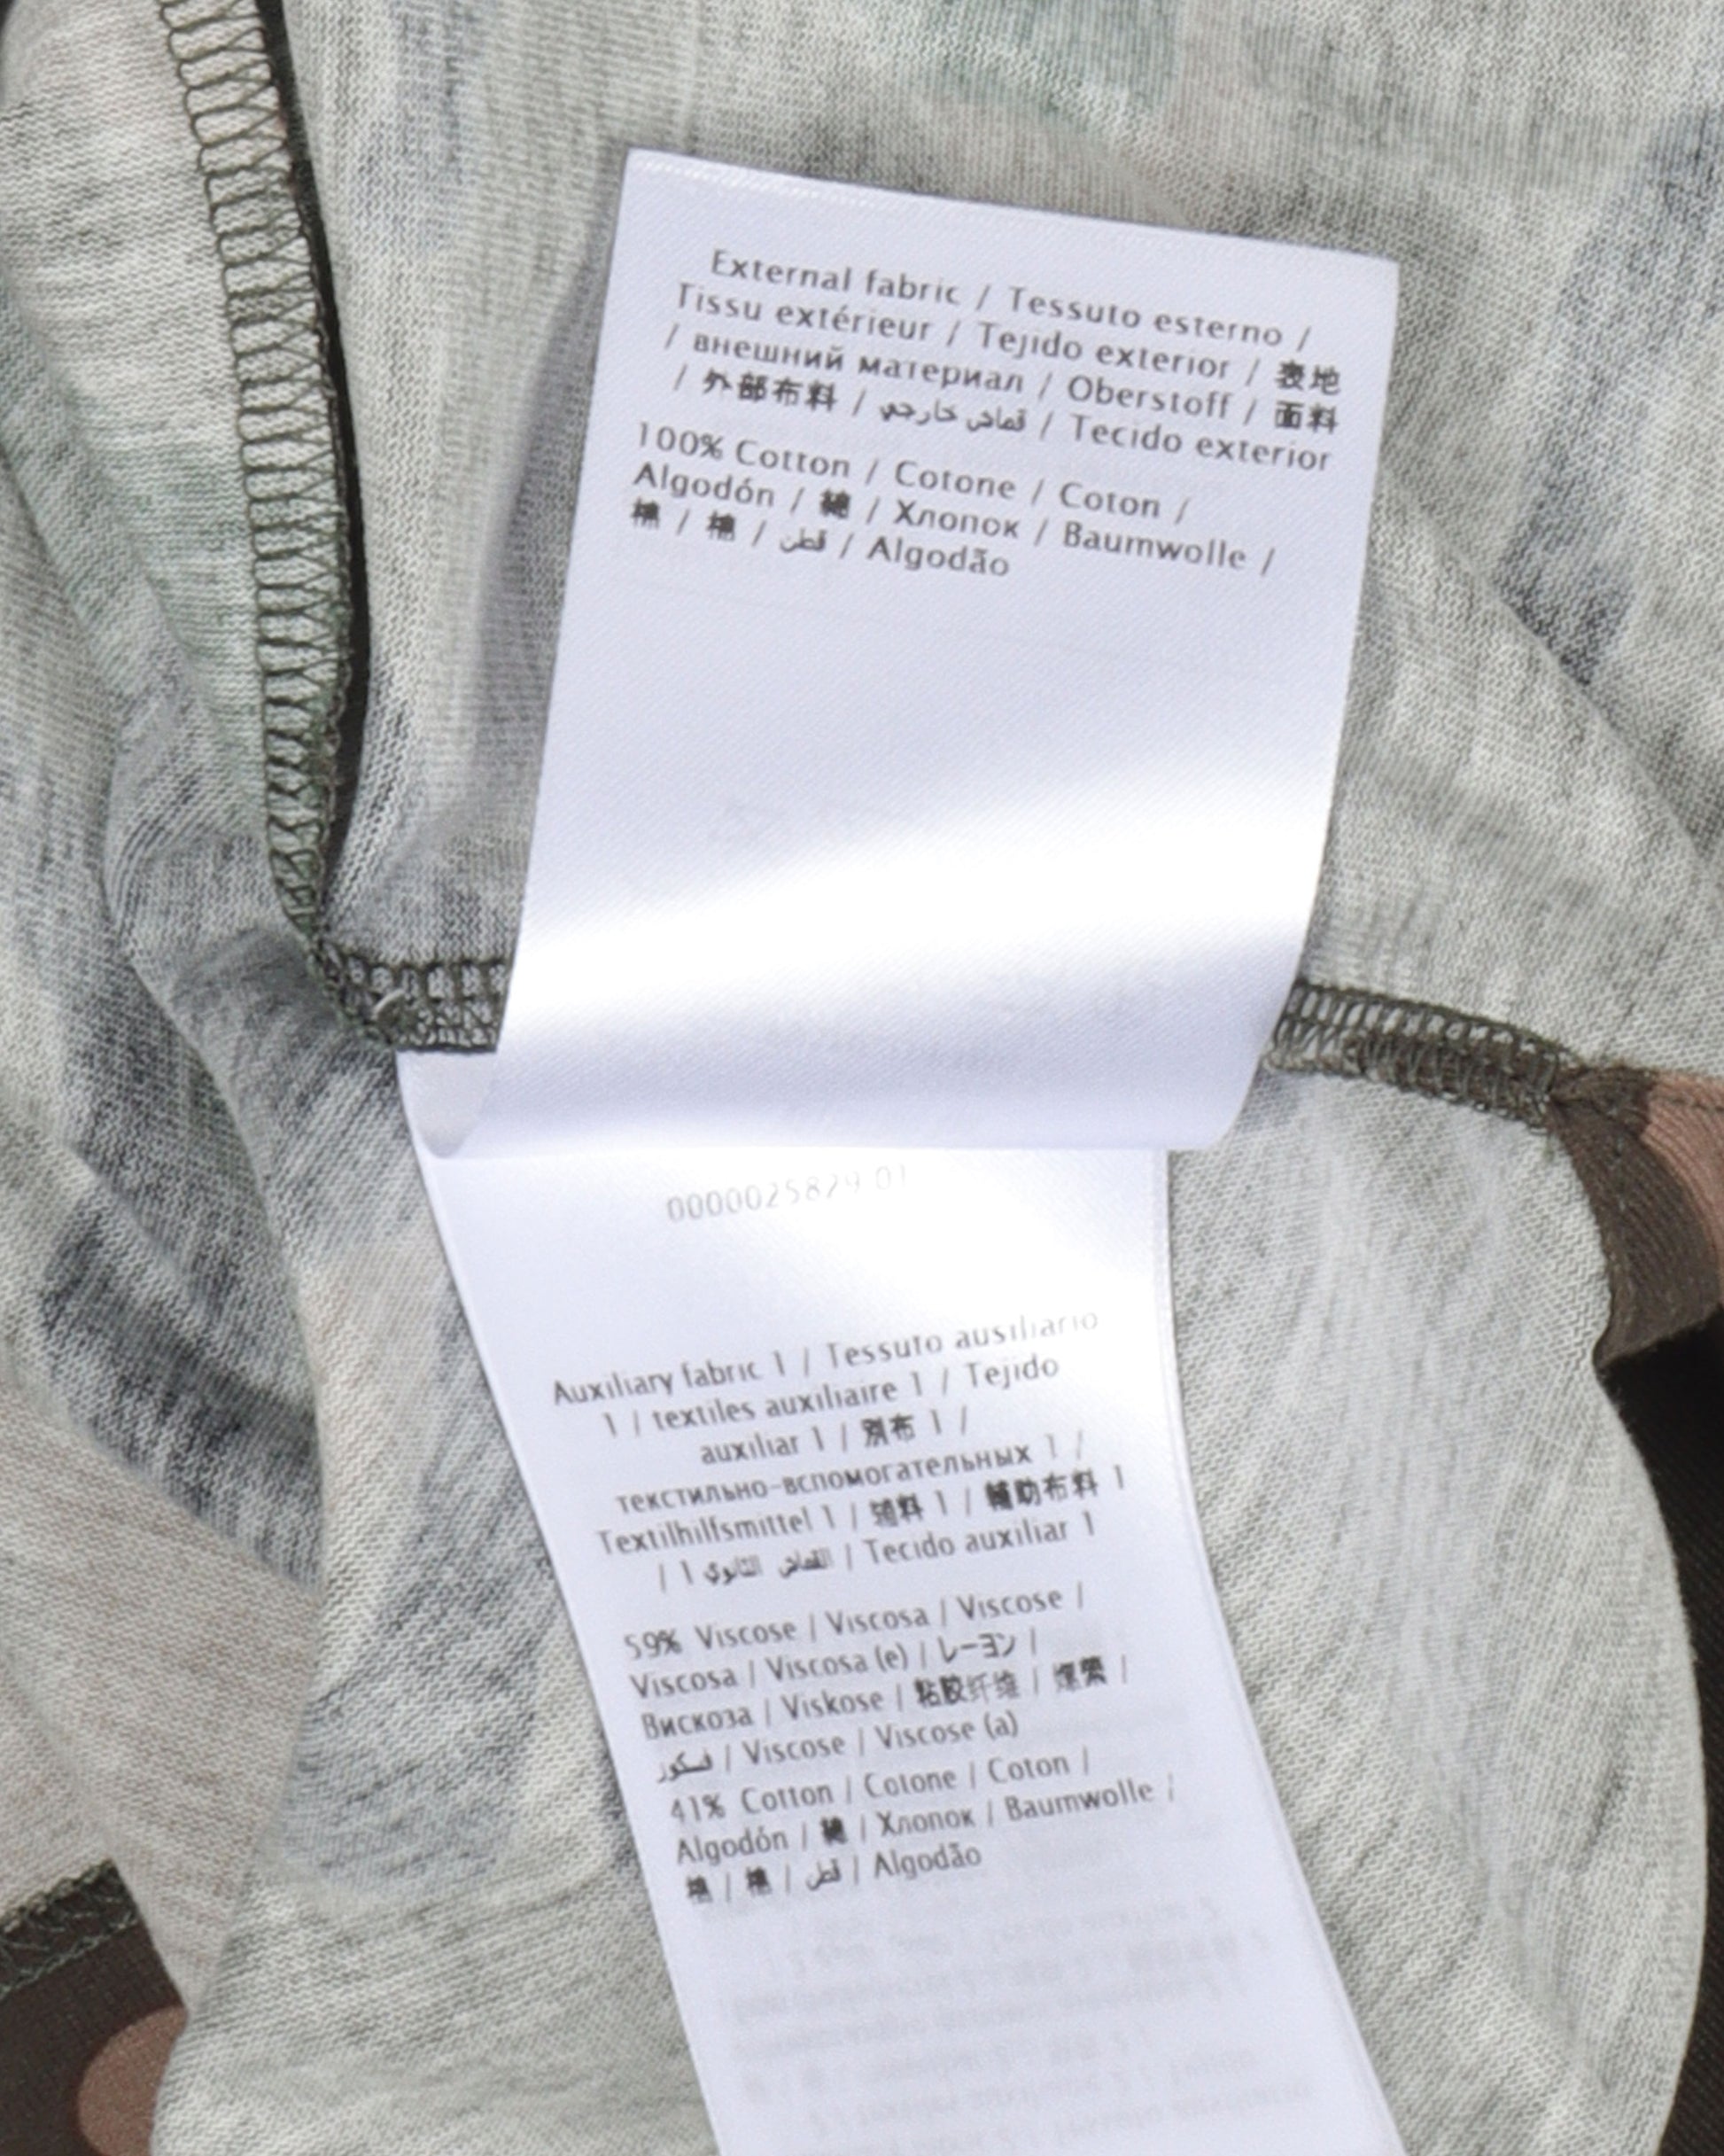 External fabric / Tessuto esterno /
Tissu extérieur / Tejido exterior / 表地
/ внешний материал / Oberstoff / 面料
/ 外部布料 / قماش خارجي / Tecido exterior
100% Cotton / Cotone / Coton /
Algodón / 綿 / Хлопок / Baumwolle /
棉 / 棉 / قطن / Algodão
0000025829 01
Auxiliary fabric 1 / Tessuto ausiliario
1 / textiles auxiliaire 1 / Tejido
auxiliar 1 / 別布 1 /
текстильно-вспомогательных 1 /
Textilhilfsmittel 1 / 辅料 1 / 輔助布料 1
/ القماش الثانوي 1 / Tecido auxiliar 1
59% Viscose / Viscosa / Viscose /
Viscosa / Viscosa (e) / レーヨン /
Вискоза / Viskose / 粘胶纤维 / 嫘縈 /
فسكوز / Viscose / Viscose (a)
41% Cotton / Cotone / Coton /
Algodón / 綿 / Хлопок / Baumwolle /
棉 / 棉 / قطن / Algodão